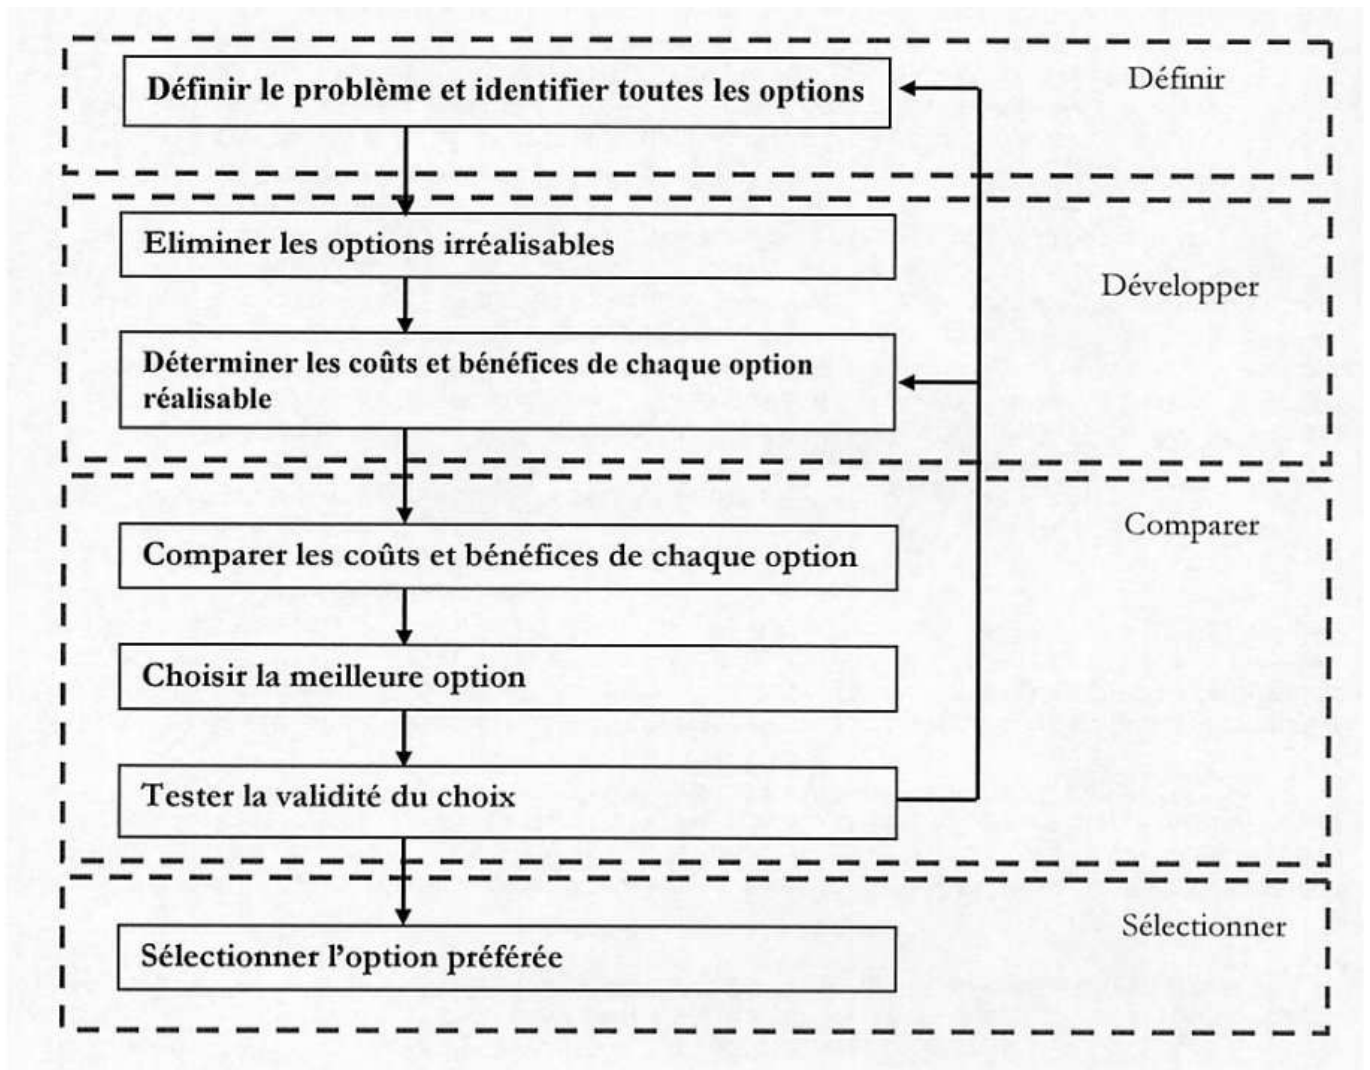 Définir le problème et identifier toutes les options
Définir
Eliminer les options irréalisables
Développer
Déterminer les coûts et bénéfices de chaque option
réalisable
Comparer
Comparer les coûts et bénéfices de chaque option
Choisir la meilleure option
Tester la validité du choix
Sélectionner
Sélectionner l'option préférée